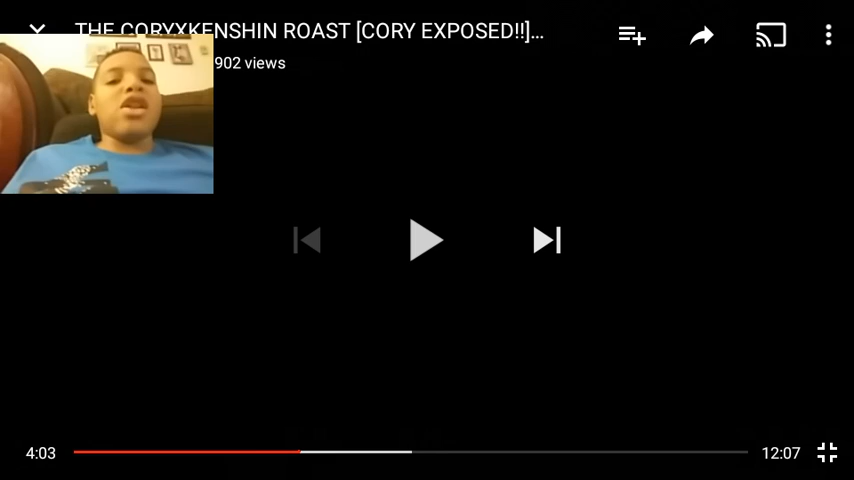 THE CORYXKENSHIN ROAST [CORY EXPOSED!!]...
902 views
4:03
12:07